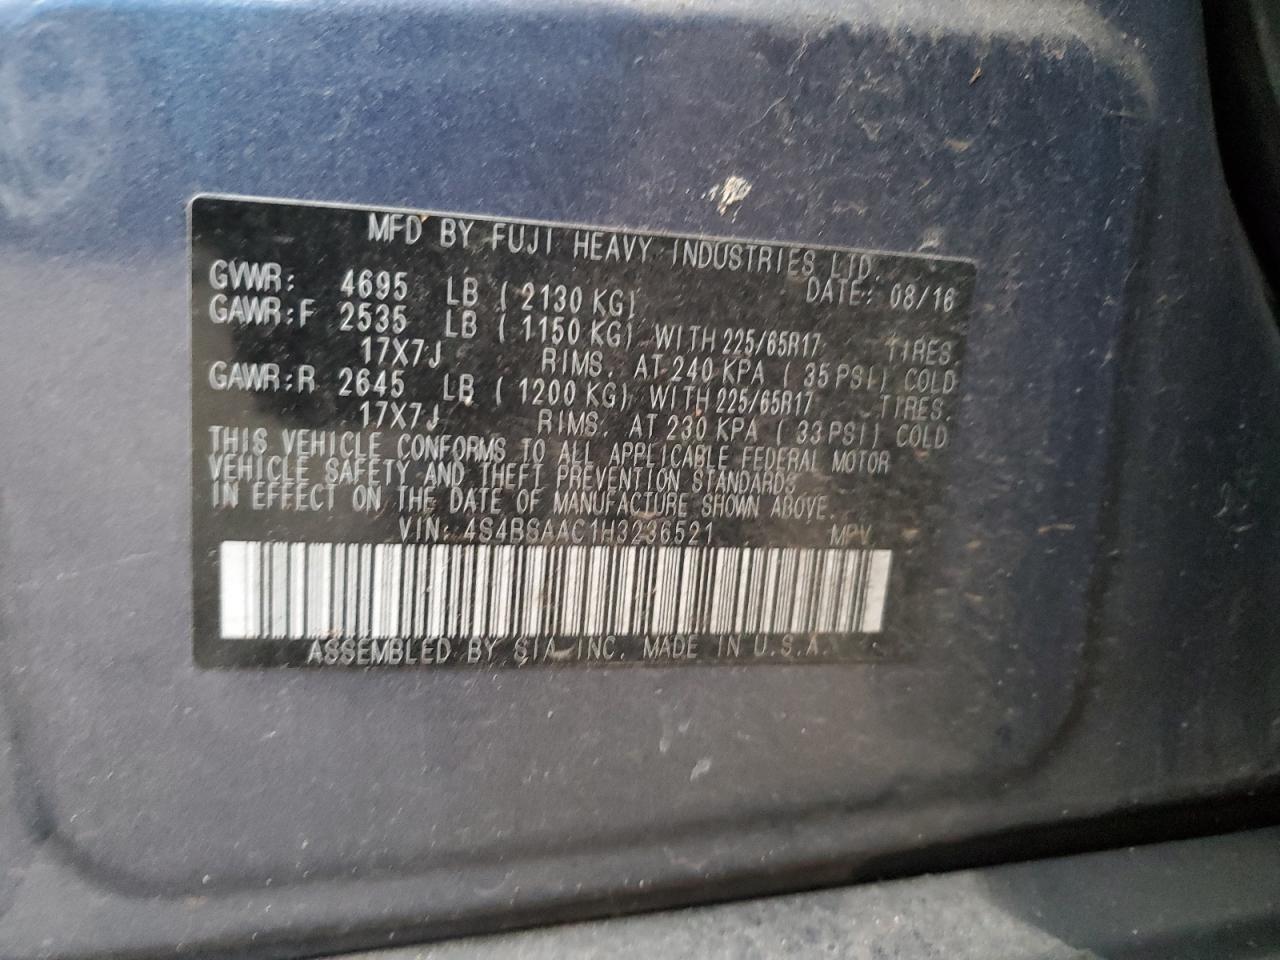 MFD BY FUJI HEAVY INDUSTRIES LTD.
DATE: 08/16
GVWR: 4695 LB ( 2130 KG)
GAWR:F 2535 LB ( 1150 KG) WITH 225/65R17 TIRES
17X7J RIMS. AT 240 KPA ( 35 PSI) COLD
GAWR:R 2645 LB ( 1200 KG) WITH 225/65R17 TIRES.
17X7J RIMS. AT 230 KPA ( 33 PSI) COLD
THIS VEHICLE CONFORMS TO ALL APPLICABLE FEDERAL MOTOR
VEHICLE SAFETY AND THEFT PREVENTION STANDARDS
IN EFFECT ON THE DATE OF MANUFACTURE SHOWN ABOVE.
VIN: 4S4BSAAC1H3236521 MPV
ASSEMBLED BY SIA INC. MADE IN U.S.A.